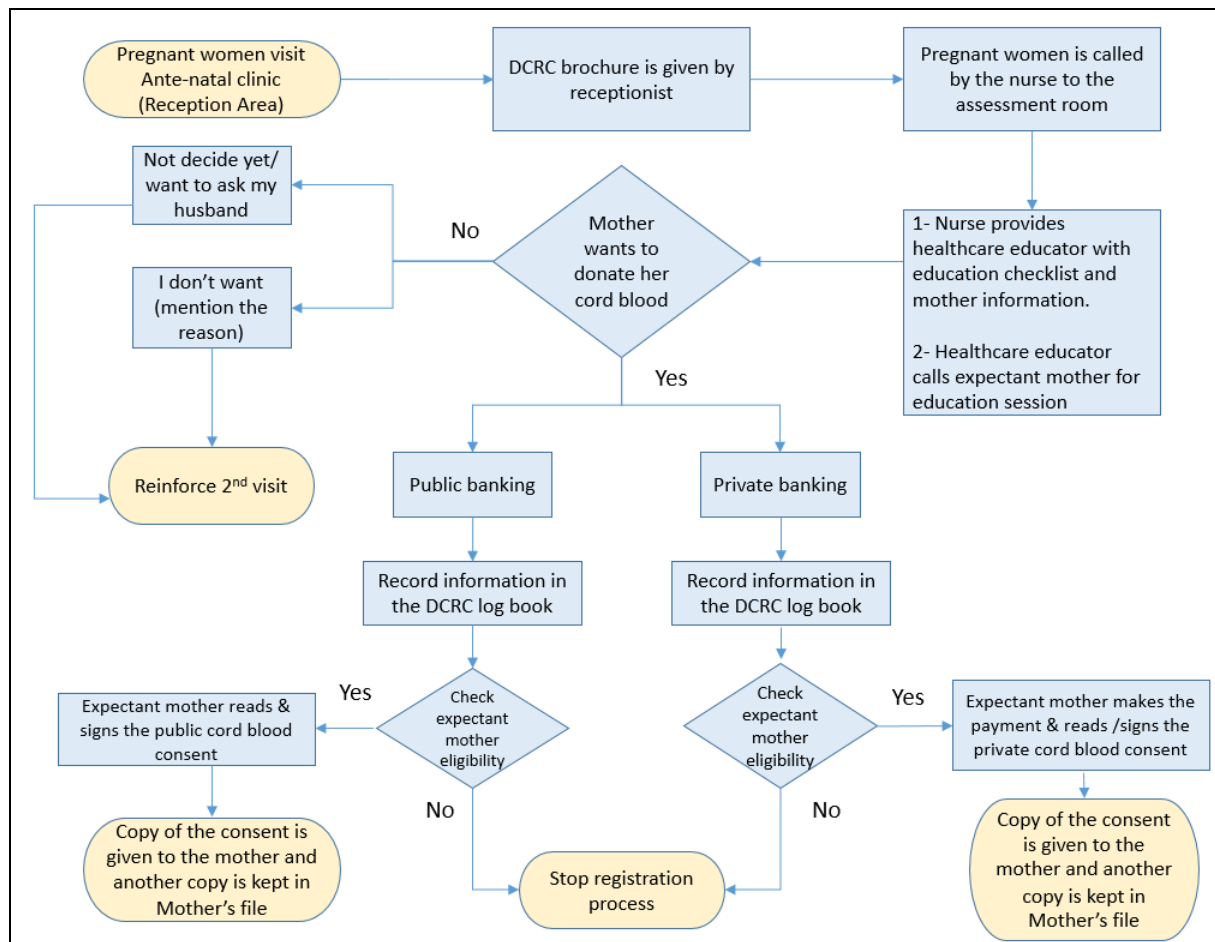 Pregnant women visit
Ante-natal clinic
(Reception Area)
DCRC brochure is given by
receptionist
Pregnant women is called
by the nurse to the
assessment room
Not decide yet/
want to ask my
husband
No
Mother
wants to
donate her
cord blood
1- Nurse provides
healthcare educator with
education checklist and
mother information.
2- Healthcare educator
calls expectant mother for
education session
I don't want
(mention the
reason)
Yes
Reinforce 2nd visit
Public banking
Private banking
Record information in
the DCRC log book
Record information in
the DCRC log book
Yes
Expectant mother reads &
signs the public cord blood
consent
Check
expectant
mother
eligibility
Check
expectant
mother
eligibility
Yes
Expectant mother makes the
payment & reads /signs the
private cord blood consent
No
No
Copy of the consent is
given to the mother and
another copy is kept in
Mother's file
Stop registration
process
Copy of the consent
is given to the
mother and another
copy is kept in
Mother's file